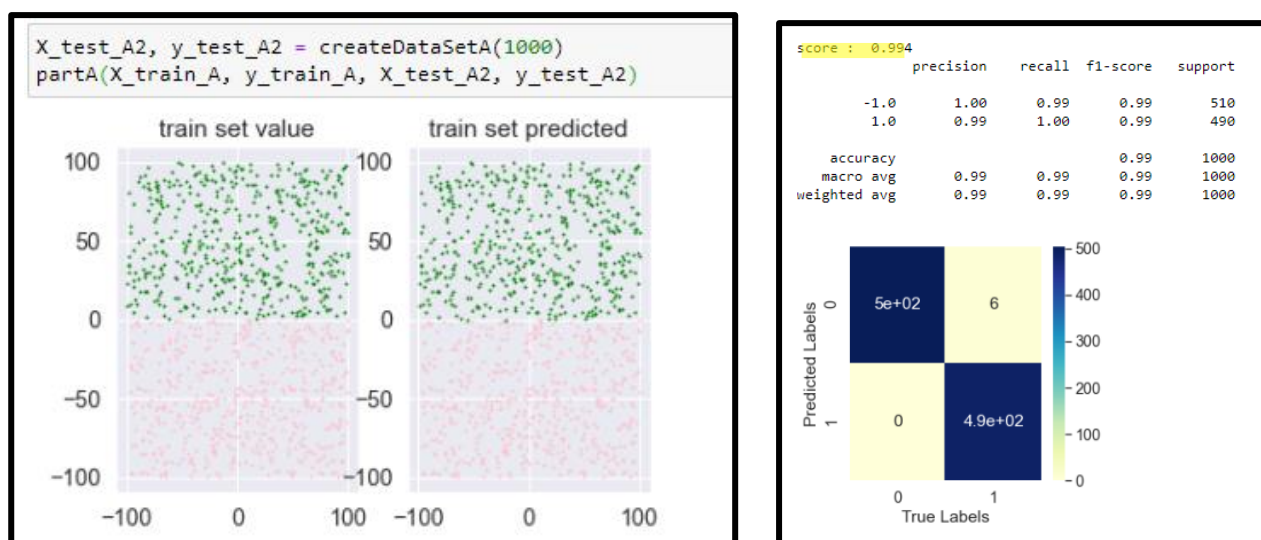 X_test_A2, y_test_A2 = createDataSetA(1000)
partA(X_train_A, y_train_A, X_test_A2, y_test_A2)
train set value
train set predicted
100
50
0
−50
−100
−100 0 100
100
50
0
−50
−100
−100 0 100
score : 0.994
precision recall f1-score support
-1.0 1.00 0.99 0.99 510
1.0 0.99 1.00 0.99 490
accuracy 0.99 1000
macro avg 0.99 0.99 0.99 1000
weighted avg 0.99 0.99 0.99 1000
Predicted Labels
0
5e+02 6
1
0 4.9e+02
0 1
True Labels
500
400
300
200
100
0